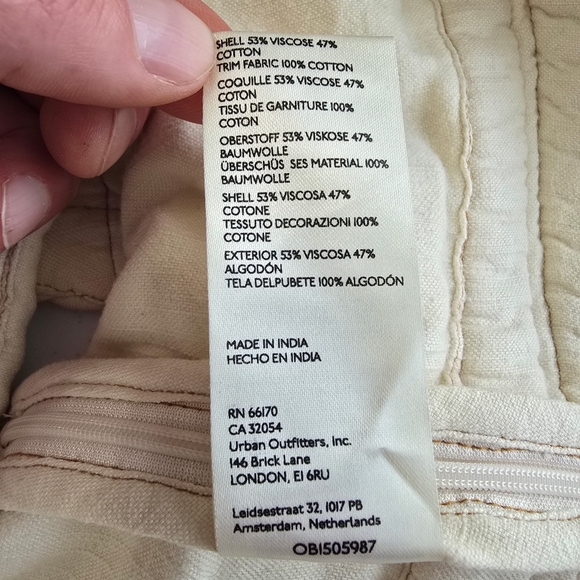 SHELL 53% VISCOSE 47%
COTTON
TRIM FABRIC 100% COTTON
COQUILLE 53% VISCOSE 47%
COTON
TISSU DE GARNITURE 100%
COTON
OBERSTOFF 53% VISKOSE 47%
BAUMWOLLE
ÜBERSCHÜS SES MATERIAL 100%
BAUMWOLLE
SHELL 53% VISCOSA 47%
COTONE
TESSUTO DECORAZIONI 100%
COTONE
EXTERIOR 53% VISCOSA 47%
ALGODÓN
TELA DELPUBETE 100% ALGODÓN
MADE IN INDIA
HECHO EN INDIA
RN 66170
CA 32054
Urban Outfitters, Inc.
146 Brick Lane
LONDON, E1 6RU
Leidsestraat 32, 1017 PB
Amsterdam, Netherlands
OB1505987